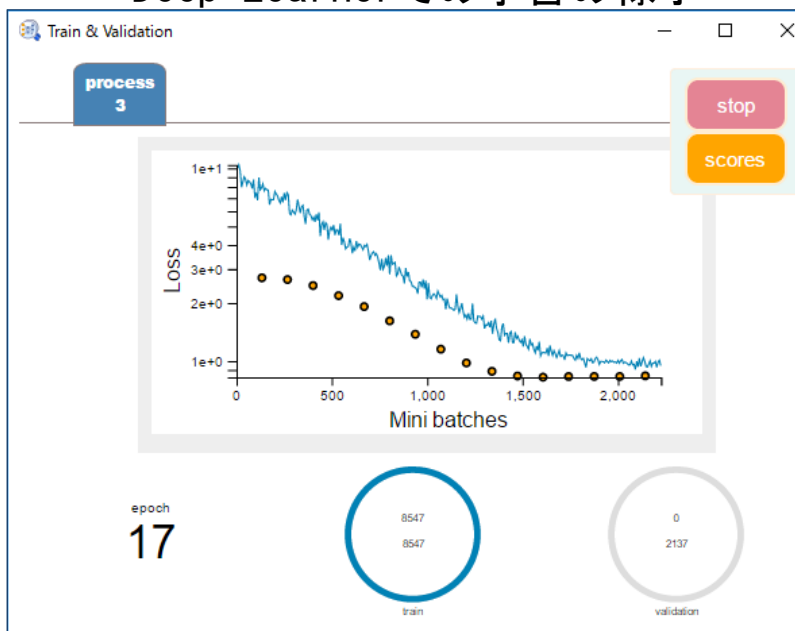 Train & Validation
process
3
stop
scores
1e+1
4e+0
3e+0
2e+0
1e+0
Loss
0
500
1,000
1,500
2,000
Mini batches
epoch
17
8547
8547
train
0
2137
validation